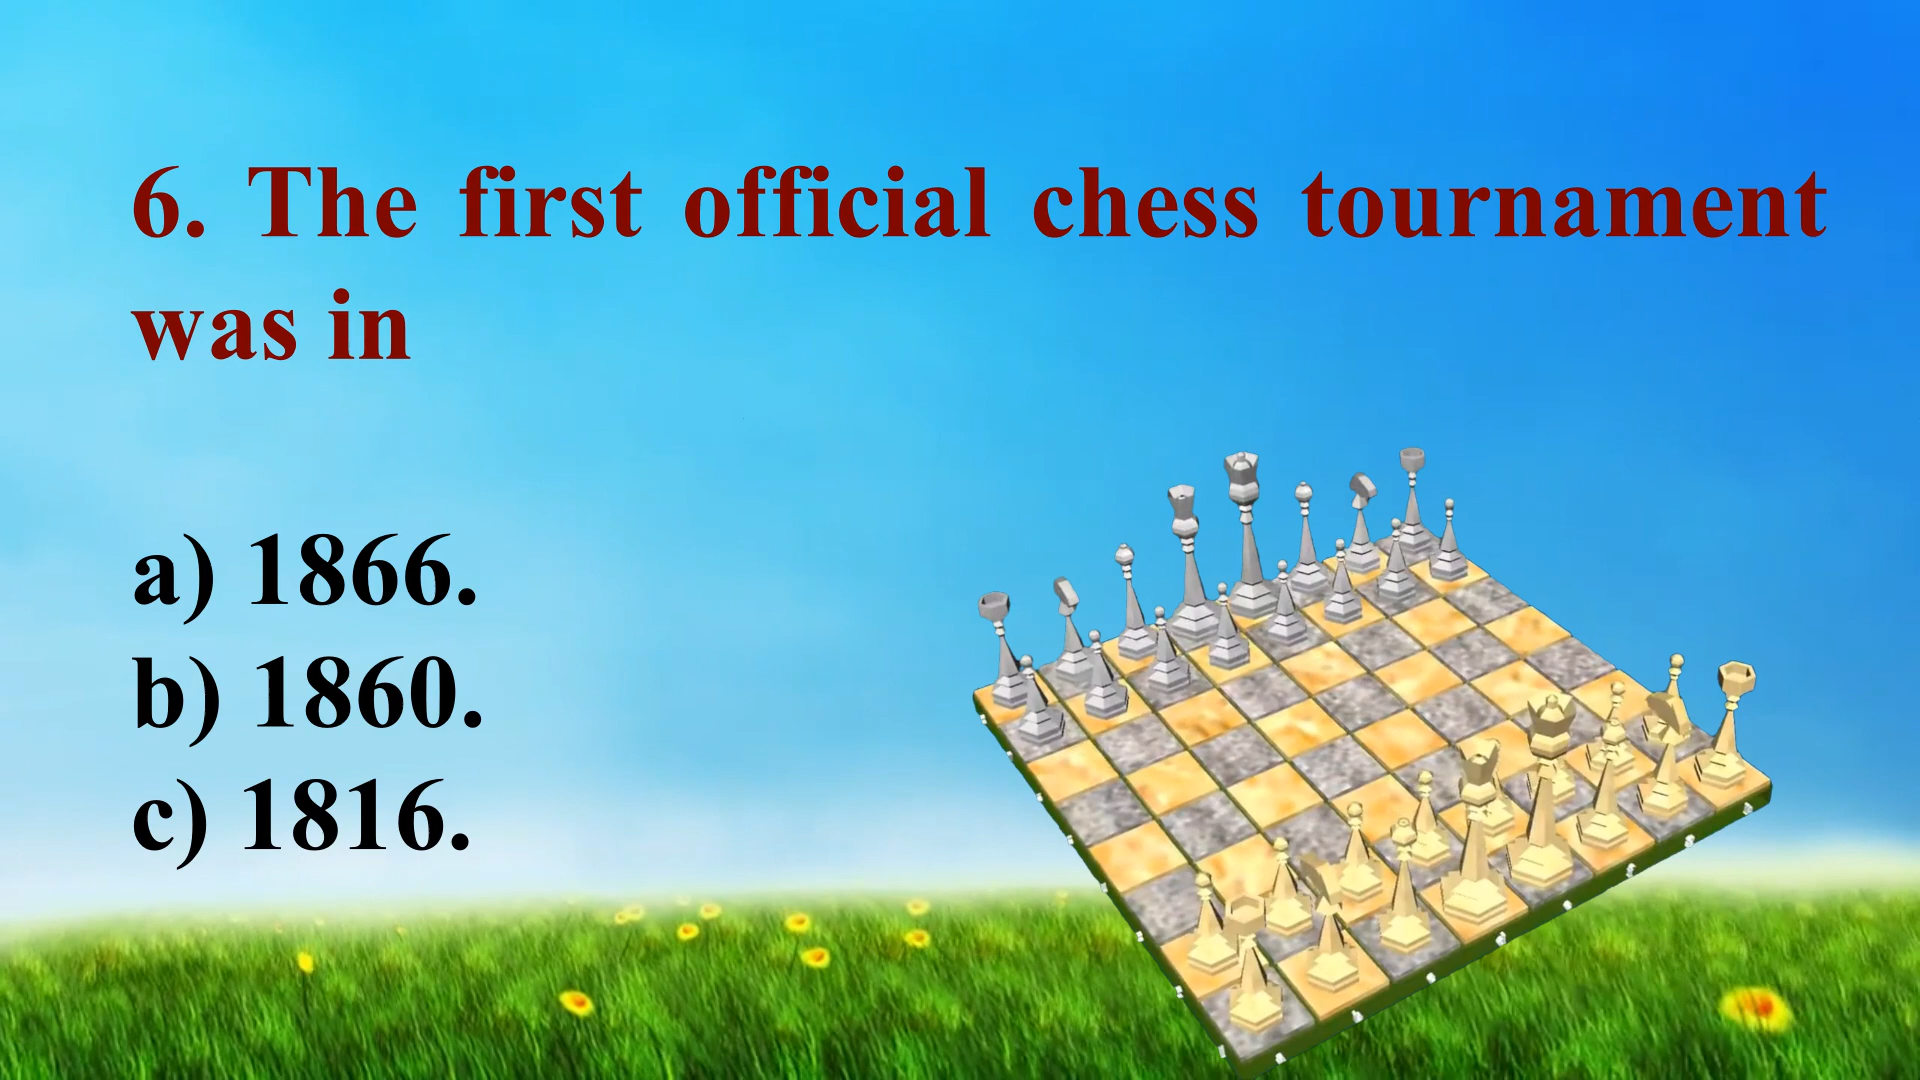 6. The first official chess tournament
was in
a) 1866.
b) 1860.
c) 1816.